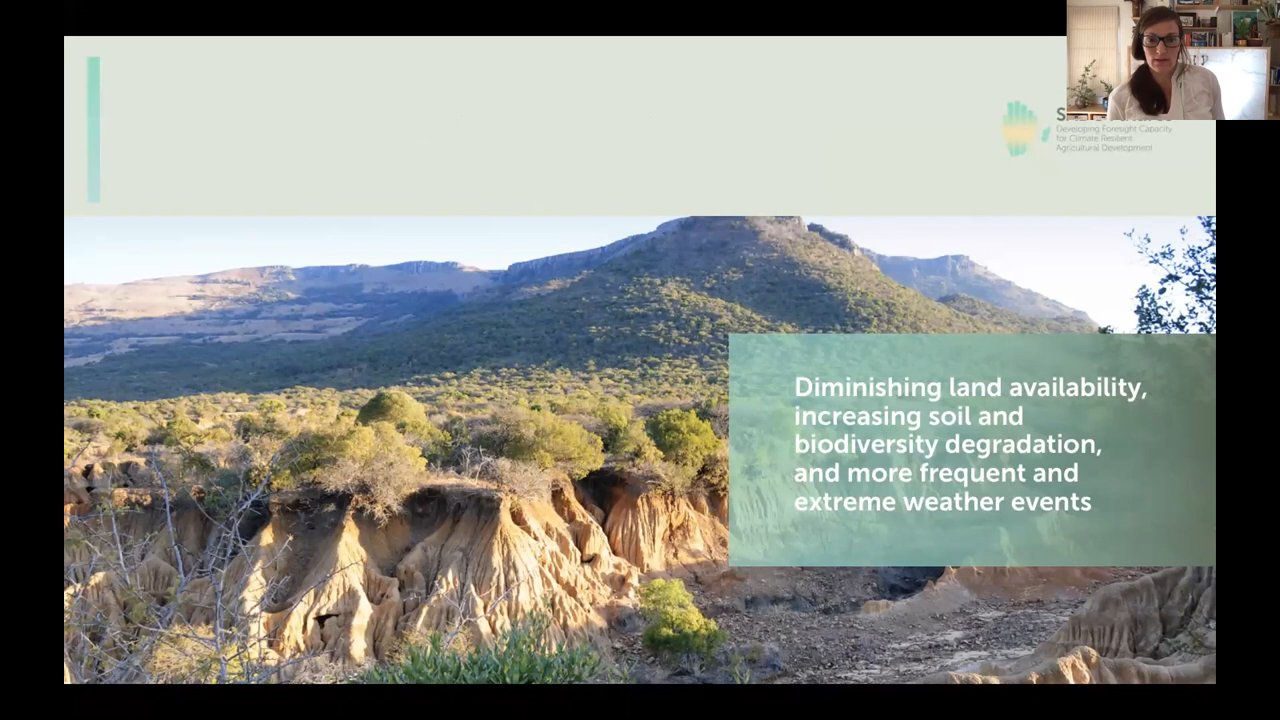 Developing Foresight Capacity
for Climate Resilient
Agricultural Development
Diminishing land availability,
increasing soil and
biodiversity degradation,
and more frequent and
extreme weather events